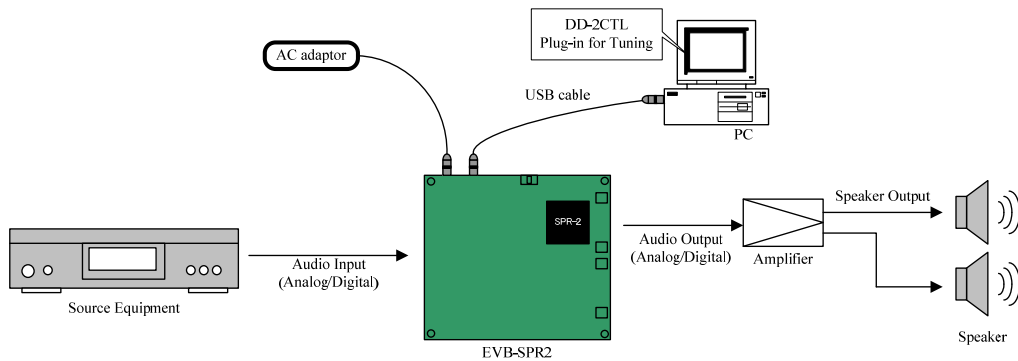 DD-2CTL
Plug-in for Tuning
AC adaptor
USB cable
PC
SPR-2
Speaker Output
Audio Input
(Analog/Digital)
Audio Output
(Analog/Digital)
Amplifier
Source Equipment
Speaker
EVB-SPR2